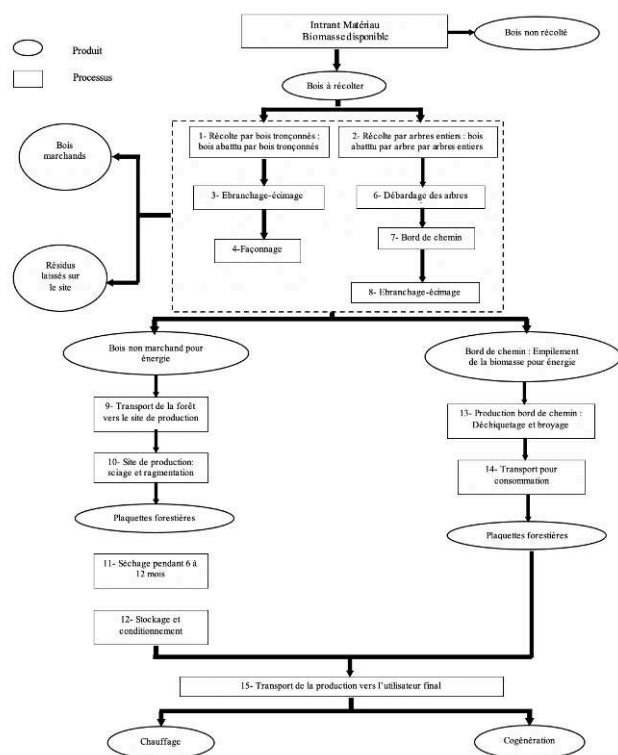 Produit
Processus
Intrant Matériau
Biomasse disponible
Bois non récolté
Bois à récolter
Bois
marchands
Résidus
laissés sur
le site
1- Récolte par bois tronçonnés :
bois abatttu par bois tronçonnés
2- Récolte par arbres entiers : bois
abatttu par arbre par arbres entiers
3- Ebranchage-écimage
6- Débardage des arbres
4-Façonnage
7- Bord de chemin
8- Ebranchage-écimage
Bois non marchand pour
énergie
Bord de chemin : Empilement
de la biomasse pour énergie
9- Transport de la forêt
vers le site de production
13- Production bord de chemin :
Déchiquetage et broyage
10- Site de production:
sciage et ragmentation
14- Transport pour
consommation
Plaquettes forestières
Plaquettes forestières
11- Séchage pendant 6 à
12 mois
12- Stockage et
conditionnement
15- Transport de la production vers l'utilisateur final
Chauffage
Cogénération